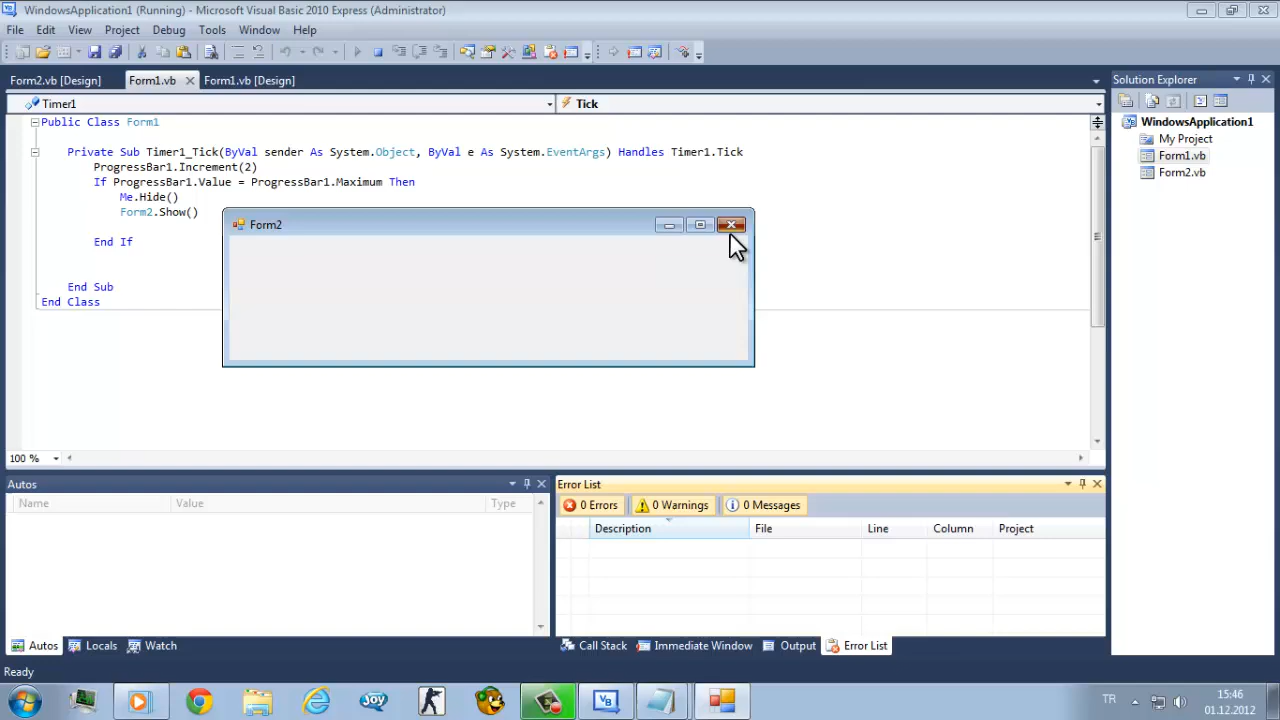 WindowsApplication1 (Running) - Microsoft Visual Basic 2010 Express (Administrator)
File Edit View Project Debug Tools Window Help
Form2.vb [Design] Form1.vb Form1.vb [Design]
Timer1 Tick
Public Class Form1
Private Sub Timer1_Tick(ByVal sender As System.Object, ByVal e As System.EventArgs) Handles Timer1.Tick
ProgressBar1.Increment(2)
If ProgressBar1.Value = ProgressBar1.Maximum Then
Me.Hide()
Form2.Show()
End If
End Sub
End Class
Form2
100 %
Solution Explorer
WindowsApplication1
My Project
Form1.vb
Form2.vb
Autos
Name Value Type
Autos Locals Watch
Error List
0 Errors 0 Warnings 0 Messages
Description File Line Column Project
Call Stack Immediate Window Output Error List
Ready
JOY
VB
TR
15:46
01.12.2012